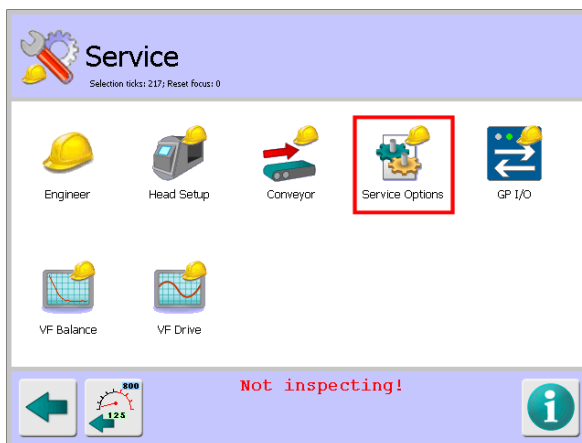 Service
Selection ticks: 217; Reset focus: 0
Engineer
Head Setup
Conveyor
Service Options
GP I/O
VF Balance
VF Drive
800
125
Not inspecting!
i